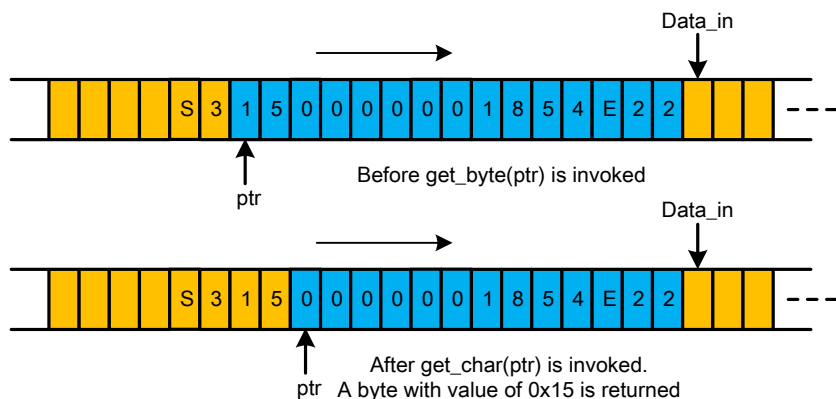 Data_in
S 3 1 5 0 0 0 0 0 0 1 8 5 4 E 2 2
ptr
Before get_byte(ptr) is invoked
Data_in
S 3 1 5 0 0 0 0 0 0 1 8 5 4 E 2 2
ptr
After get_char(ptr) is invoked.
A byte with value of 0x15 is returned